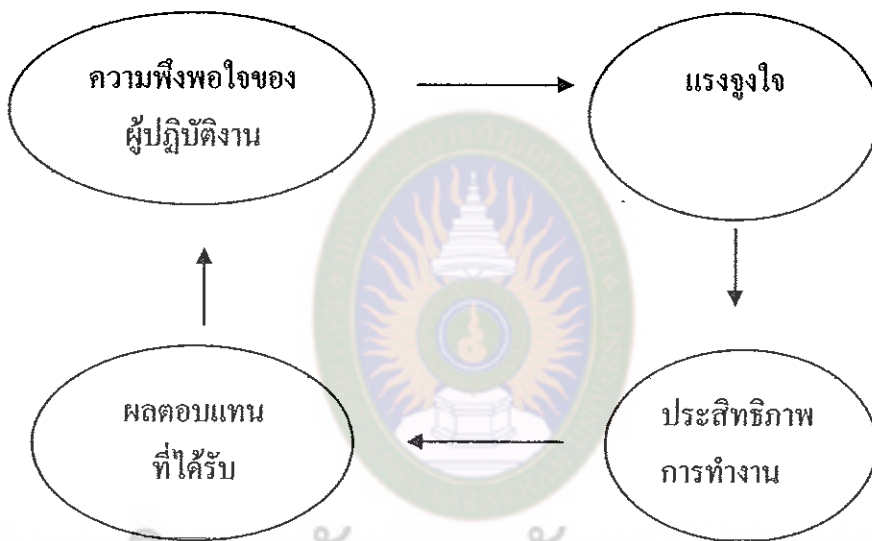 ความพึงพอใจของ
ผู้ปฏิบัติงาน
แรงจูงใจ
ผลตอบแทน
ที่ได้รับ
ประสิทธิภาพ
การทำงาน